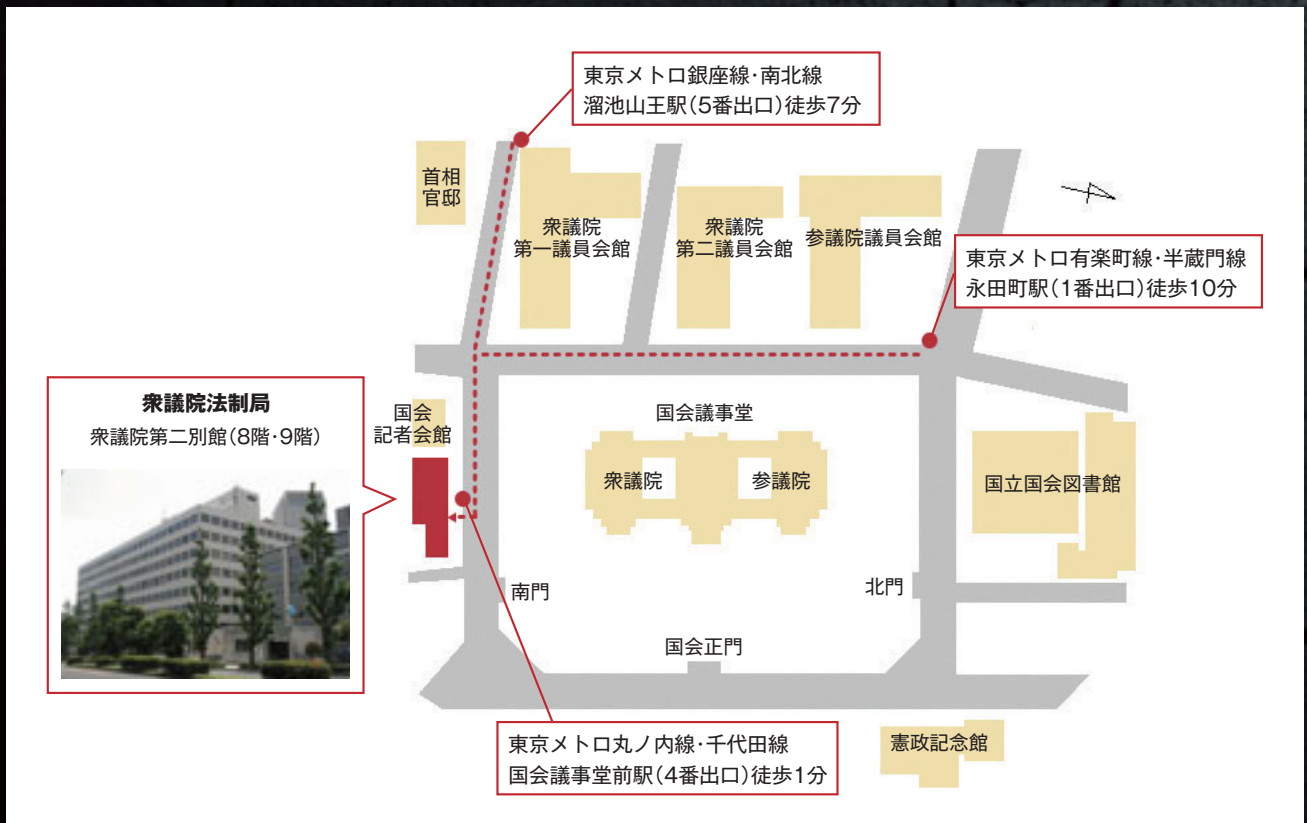 東京メトロ銀座線・南北線
溜池山王駅（5番出口）徒歩7分
首相
官邸
衆議院
第一議員会館
衆議院
第二議員会館
参議院議員会館
東京メトロ有楽町線・半蔵門線
永田町駅（1番出口）徒歩10分
衆議院法制局
衆議院第二別館（8階・9階）
国会
記者会館
国会議事堂
衆議院
参議院
国立国会図書館
南門
北門
国会正門
東京メトロ丸ノ内線・千代田線
国会議事堂前駅（4番出口）徒歩1分
憲政記念館